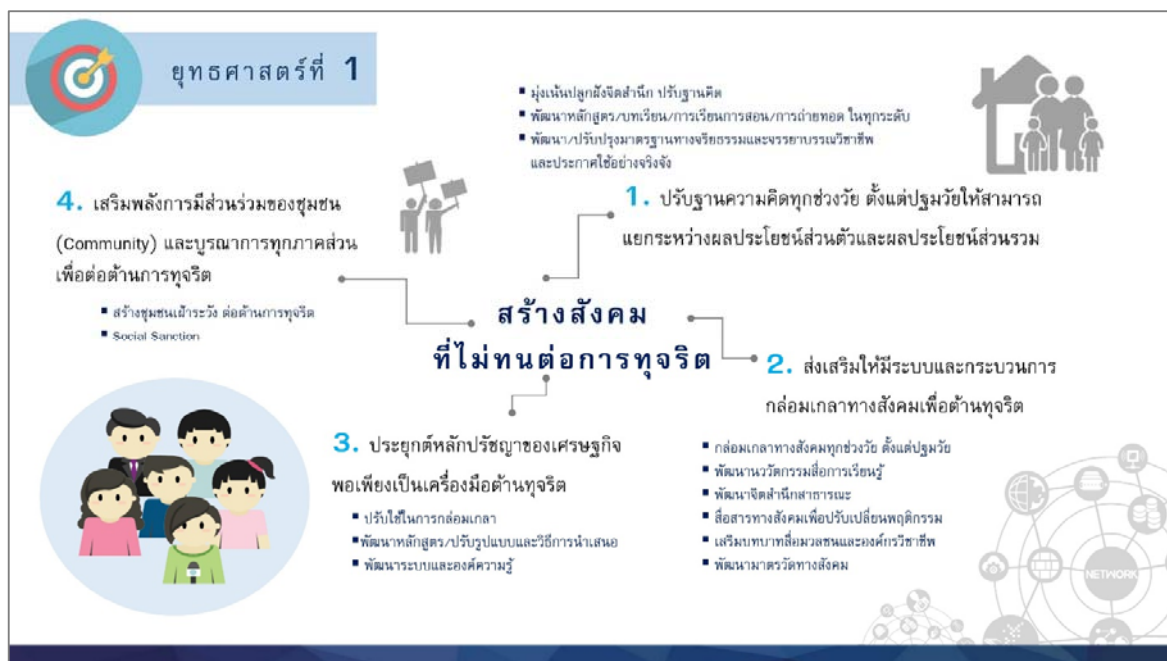 ยุทธศาสตร์ที่ 1
▪ มุ่งเน้นปลูกฝังจิตสำนึก ปรับฐานคิด
▪ พัฒนาหลักสูตร/บทเรียน/การเรียนการสอน/การถ่ายทอด ในทุกระดับ
▪ พัฒนา/ปรับปรุงมาตรฐานทางจริยธรรมและจรรยาบรรณวิชาชีพ
และประกาศใช้อย่างจริงจัง
1. ปรับฐานความคิดทุกช่วงวัย ตั้งแต่ปฐมวัยให้สามารถ
แยกระหว่างผลประโยชน์ส่วนตัวและผลประโยชน์ส่วนรวม
4. เสริมพลังการมีส่วนร่วมของชุมชน
(Community) และบูรณาการทุกภาคส่วน
เพื่อต่อต้านการทุจริต
▪ สร้างชุมชนเฝ้าระวัง ต่อต้านการทุจริต
▪ Social Sanction
สร้างสังคม
ที่ไม่ทนต่อการทุจริต
2. ส่งเสริมให้มีระบบและกระบวนการ
กล่อมเกลาทางสังคมเพื่อต้านทุจริต
▪ กล่อมเกลาทางสังคมทุกช่วงวัย ตั้งแต่ปฐมวัย
▪ พัฒนานวัตกรรมสื่อการเรียนรู้
▪ พัฒนาจิตสำนึกสาธารณะ
▪ สื่อสารทางสังคมเพื่อปรับเปลี่ยนพฤติกรรม
▪ เสริมบทบาทสื่อมวลชนและองค์กรวิชาชีพ
▪ พัฒนามาตรวัดทางสังคม
3. ประยุกต์หลักปรัชญาของเศรษฐกิจ
พอเพียงเป็นเครื่องมือต้านทุจริต
▪ ปรับใช้ในการกล่อมเกลา
▪พัฒนาหลักสูตร/ปรับรูปแบบและวิธีการนำเสนอ
▪ พัฒนาระบบและองค์ความรู้
NETWORK